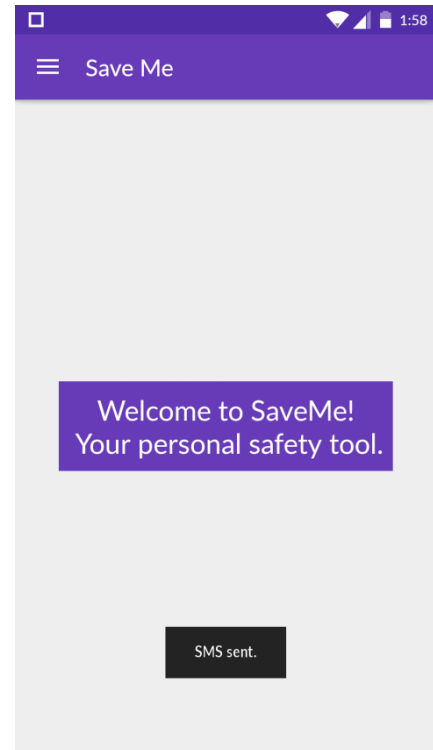 1:58
Save Me
Welcome to SaveMe!
Your personal safety tool.
SMS sent.